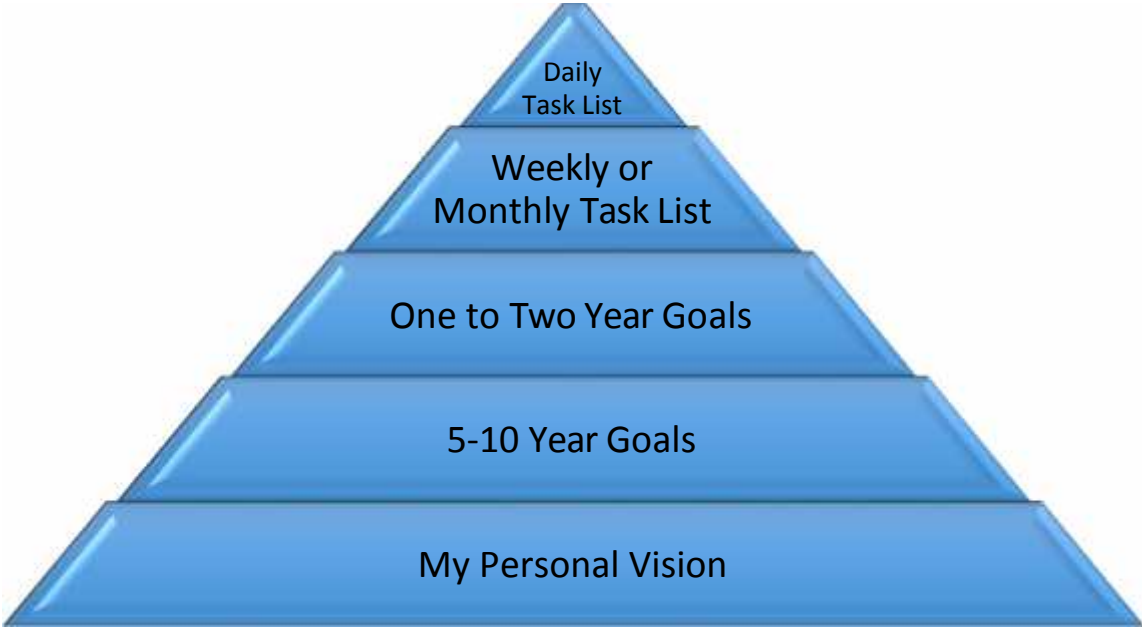 Daily
Task List
Weekly or
Monthly Task List
One to Two Year Goals
5-10 Year Goals
My Personal Vision